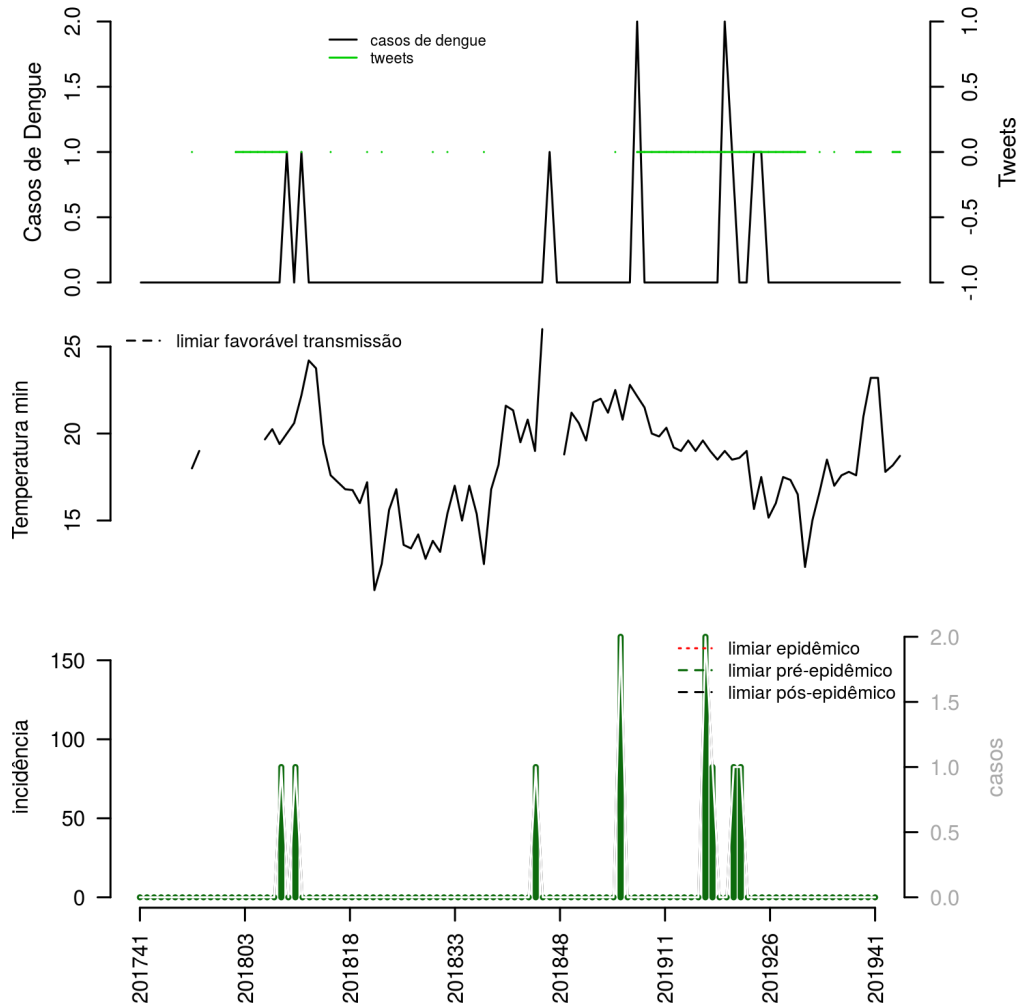 casos de dengue
tweets
Casos de Dengue
0.0
0.5
1.0
1.5
2.0
Tweets
-1.0
-0.5
0.0
0.5
1.0
limiar favorável transmissão
Temperatura min
15
20
25
limiar epidêmico
limiar pré-epidêmico
limiar pós-epidêmico
incidência
0
50
100
150
casos
0.0
0.5
1.0
1.5
2.0
201741
201803
201818
201833
201848
201911
201926
201941